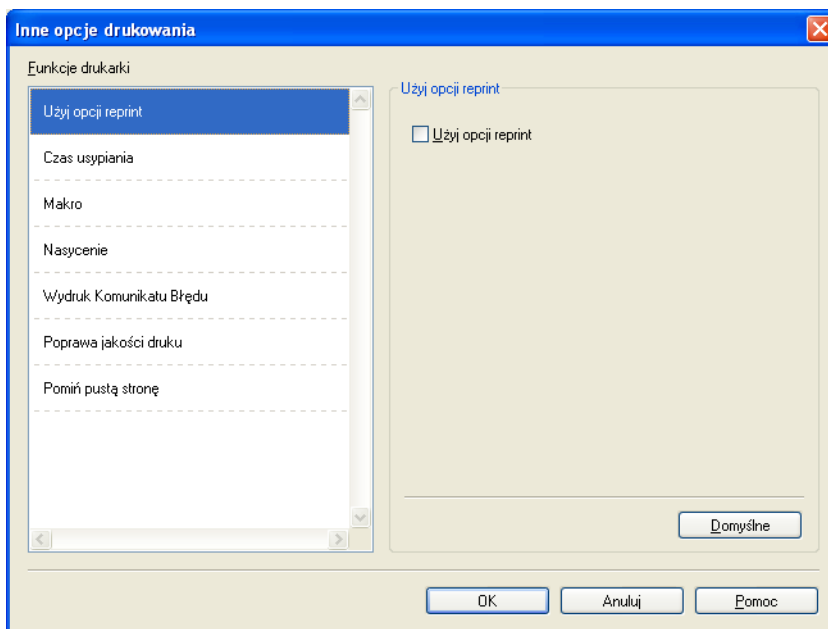 Inne opcje drukowania
Funkcje drukarki
Użyj opcji reprint
Czas usypiania
Makro
Nasycenie
Wydruk Komunikatu Błędu
Poprawa jakości druku
Pomiń pustą stronę
Użyj opcji reprint
Użyj opcji reprint
Domyślne
OK Anuluj Pomoc